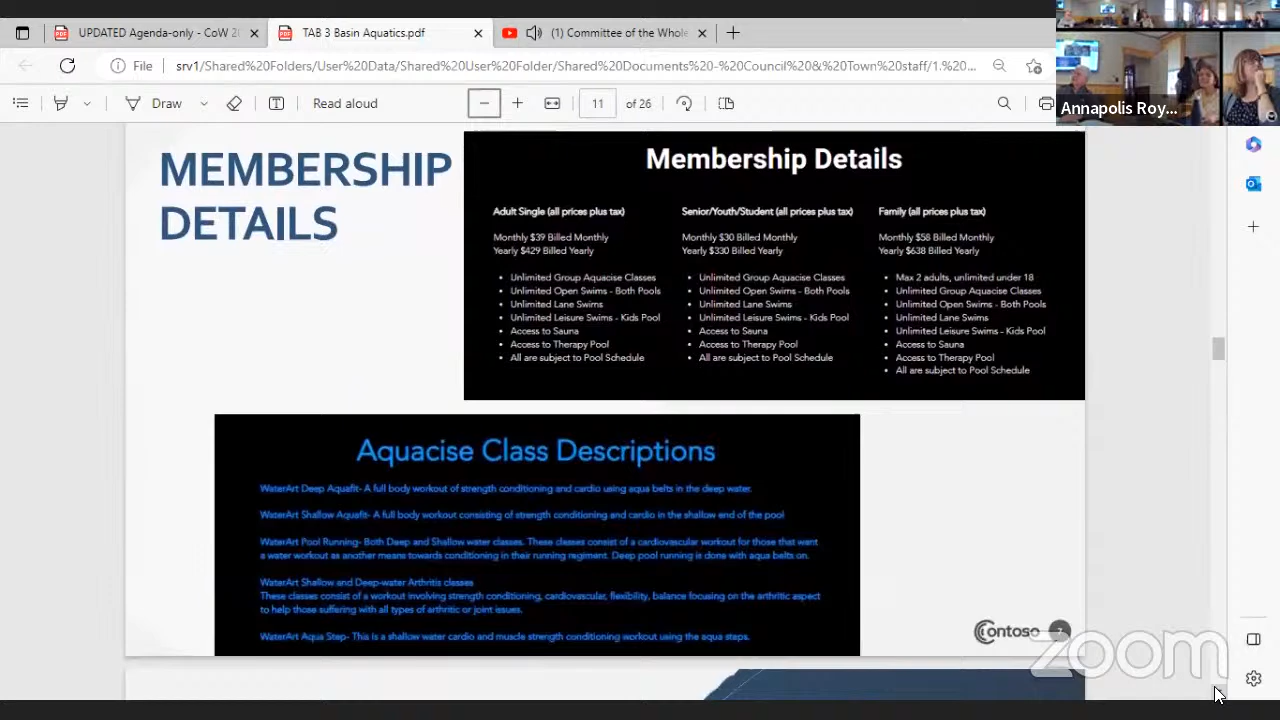 UPDATED Agenda-only - CoW 20
TAB 3 Basin Aquatics.pdf
(1) Committee of the Whole
File
srv1/Shared%20Folders/User%20Data/Shared%20User%20Folder/Shared%20Documents%20-%20Council%20&%20Town%20staff/1.%20...
Draw
Read aloud
11
of 26
Annapolis Roy...
MEMBERSHIP
DETAILS
Membership Details
Adult Single (all prices plus tax)
Monthly $39 Billed Monthly
Yearly $429 Billed Yearly
• Unlimited Group Aquacise Classes
• Unlimited Open Swims - Both Pools
• Unlimited Lane Swims
• Unlimited Leisure Swims - Kids Pool
• Access to Sauna
• Access to Therapy Pool
• All are subject to Pool Schedule
Senior/Youth/Student (all prices plus tax)
Monthly $30 Billed Monthly
Yearly $330 Billed Yearly
• Unlimited Group Aquacise Classes
• Unlimited Open Swims - Both Pools
• Unlimited Lane Swims
• Unlimited Leisure Swims - Kids Pool
• Access to Sauna
• Access to Therapy Pool
• All are subject to Pool Schedule
Family (all prices plus tax)
Monthly $58 Billed Monthly
Yearly $638 Billed Yearly
• Max 2 adults, unlimited under 18
• Unlimited Group Aquacise Classes
• Unlimited Open Swims - Both Pools
• Unlimited Lane Swims
• Unlimited Leisure Swims - Kids Pool
• Access to Sauna
• Access to Therapy Pool
• All are subject to Pool Schedule
Aquacise Class Descriptions
WaterArt Deep Aquafit- A full body workout of strength conditioning and cardio using aqua belts in the deep water.
WaterArt Shallow Aquafit- A full body workout consisting of strength conditioning and cardio in the shallow end of the pool
WaterArt Pool Running- Both Deep and Shallow water classes. These classes consist of a cardiovascular workout for those that want
a water workout as another means towards conditioning in their running regiment. Deep pool running is done with aqua belts on.
WaterArt Shallow and Deep-water Arthritis classes
These classes consist of a workout involving strength conditioning, cardiovascular, flexibility, balance focusing on the arthritic aspect
to help those suffering with all types of arthritic or joint issues.
WaterArt Aqua Step- This is a shallow water cardio and muscle strength conditioning workout using the aqua steps.
Contoso
7
zoom